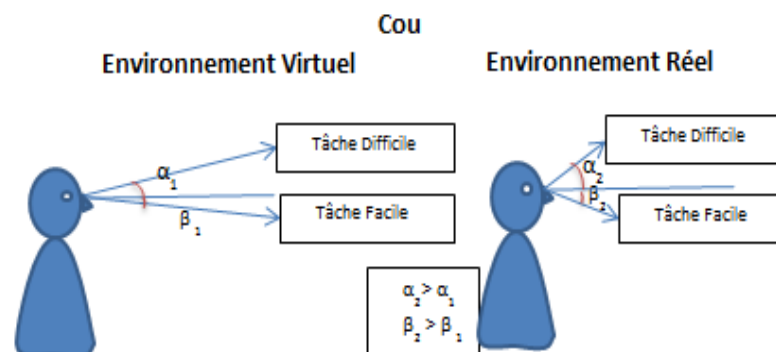 Cou
Environnement Virtuel
Environnement Réel
Tâche Difficile
α₁
Tâche Facile
β₁
Tâche Difficile
α₂
β₂
Tâche Facile
α₂ > α₁
β₂ > β₁